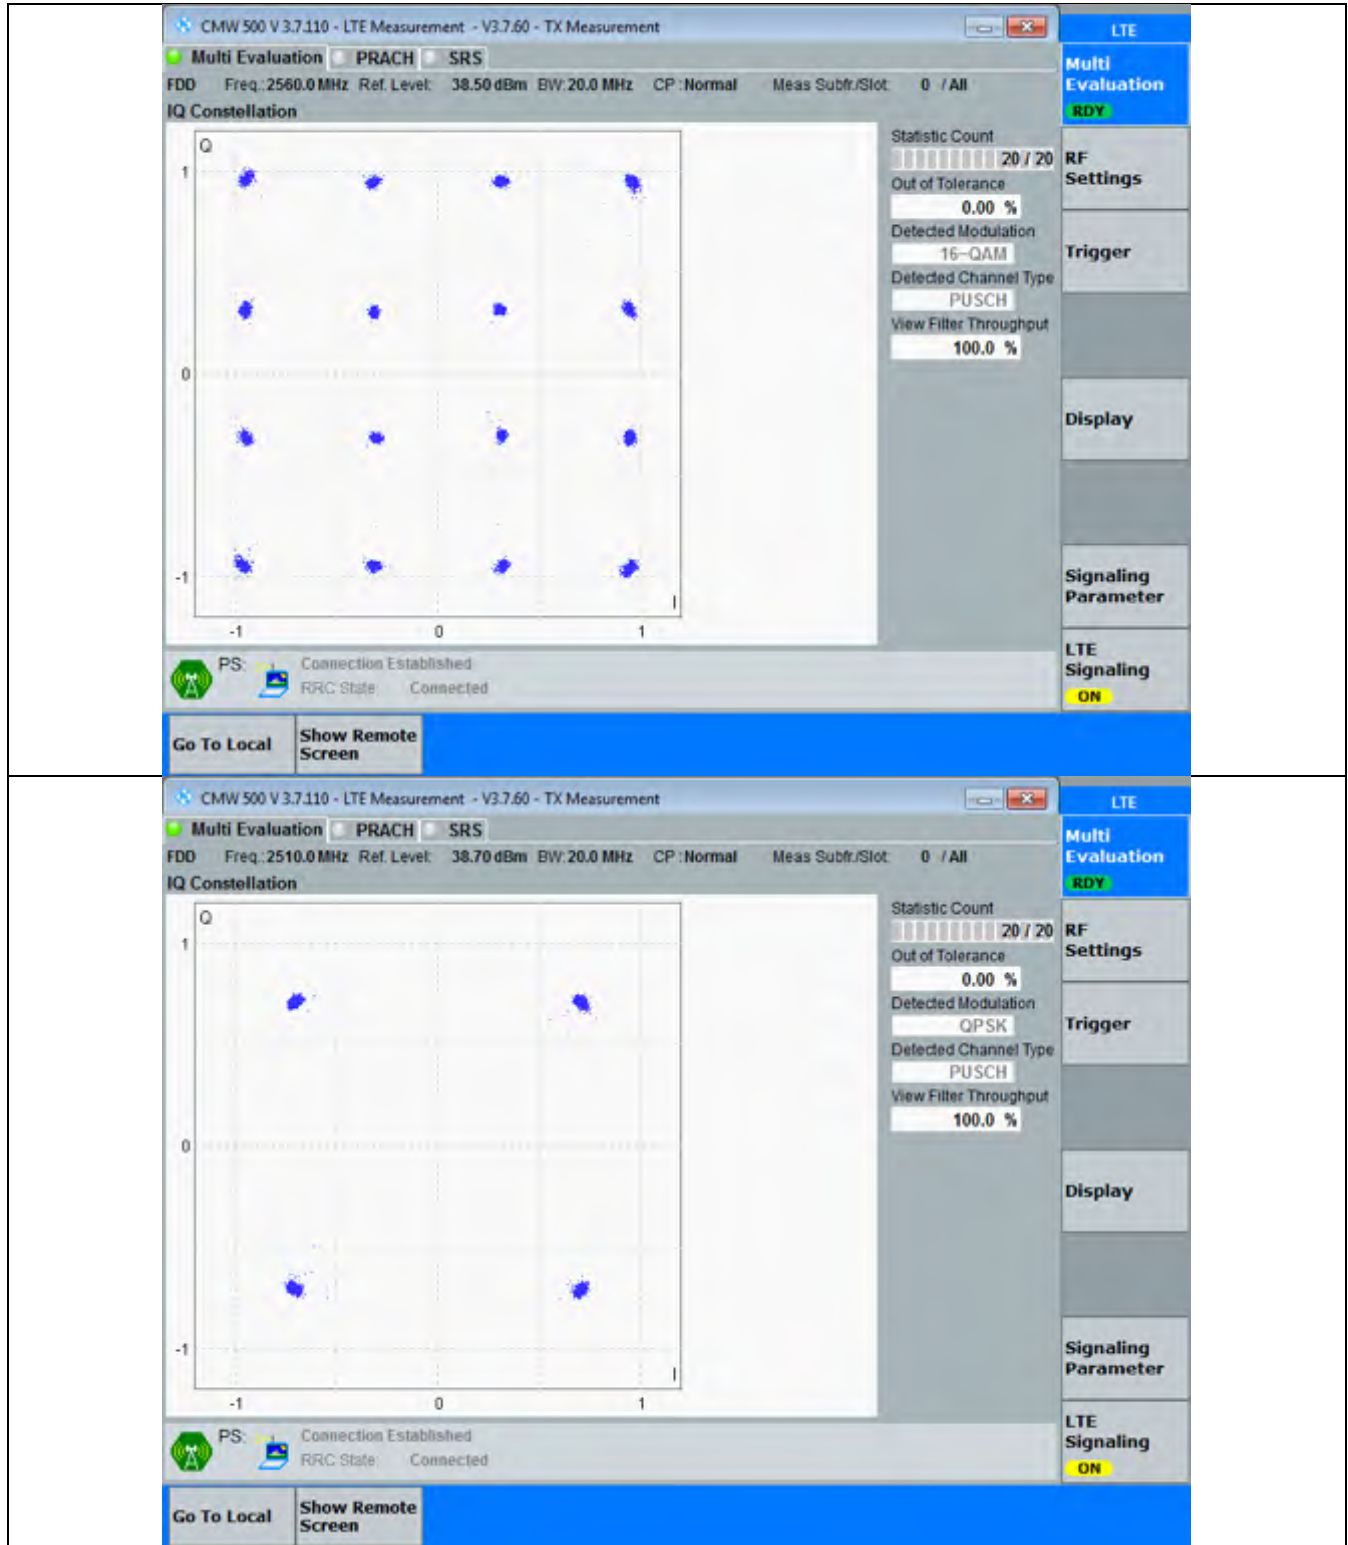 CMW 500 V 3.7.110 - LTE Measurement - V3.7.60 - TX Measurement
LTE
Multi Evaluation PRACH SRS
Multi
Evaluation
RDY
FDD Freq.:2560.0 MHz Ref. Level: 38.50 dBm BW: 20.0 MHz CP :Normal Meas Subfr./Slot: 0 / All
IQ Constellation
Q
1
0
-1
-1 0 1
I
Statistic Count
20 / 20
Out of Tolerance
0.00 %
Detected Modulation
16-QAM
Detected Channel Type
PUSCH
View Filter Throughput
100.0 %
RF
Settings
Trigger
Display
Signaling
Parameter
LTE
Signaling
ON
PS: Connection Established
RRC State Connected
Go To Local
Show Remote
Screen
CMW 500 V 3.7.110 - LTE Measurement - V3.7.60 - TX Measurement
LTE
Multi Evaluation PRACH SRS
Multi
Evaluation
RDY
FDD Freq.:2510.0 MHz Ref. Level: 38.70 dBm BW: 20.0 MHz CP :Normal Meas Subfr./Slot: 0 / All
IQ Constellation
Q
1
0
-1
-1 0 1
I
Statistic Count
20 / 20
Out of Tolerance
0.00 %
Detected Modulation
QPSK
Detected Channel Type
PUSCH
View Filter Throughput
100.0 %
RF
Settings
Trigger
Display
Signaling
Parameter
LTE
Signaling
ON
PS: Connection Established
RRC State Connected
Go To Local
Show Remote
Screen